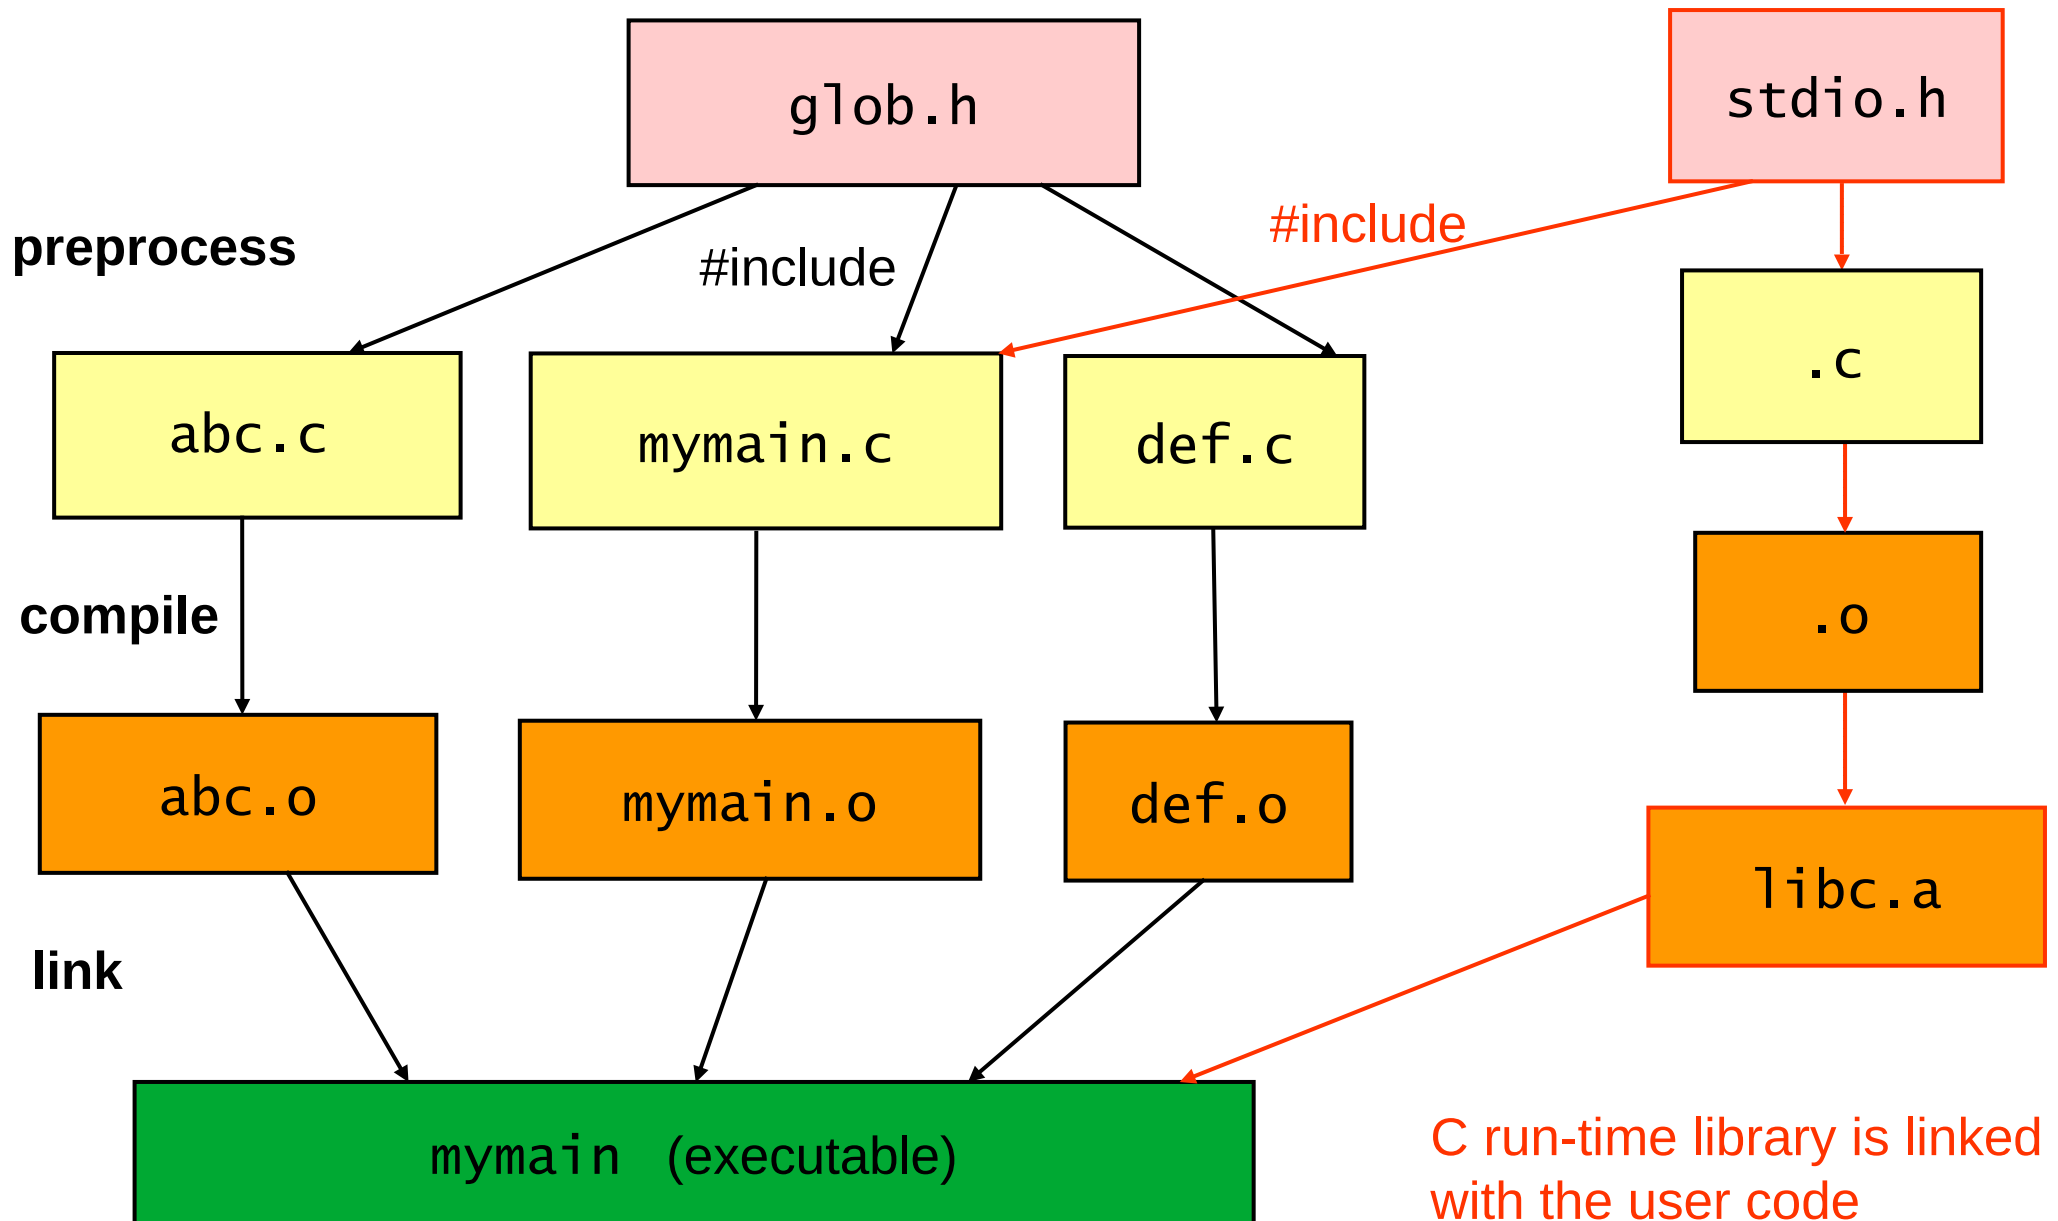 glob.h
stdio.h
#include
preprocess
#include
.c
abc.c
mymain.c
def.c
compile
.o
abc.o
mymain.o
def.o
libc.a
link
mymain (executable)
C run-time library is linked
with the user code